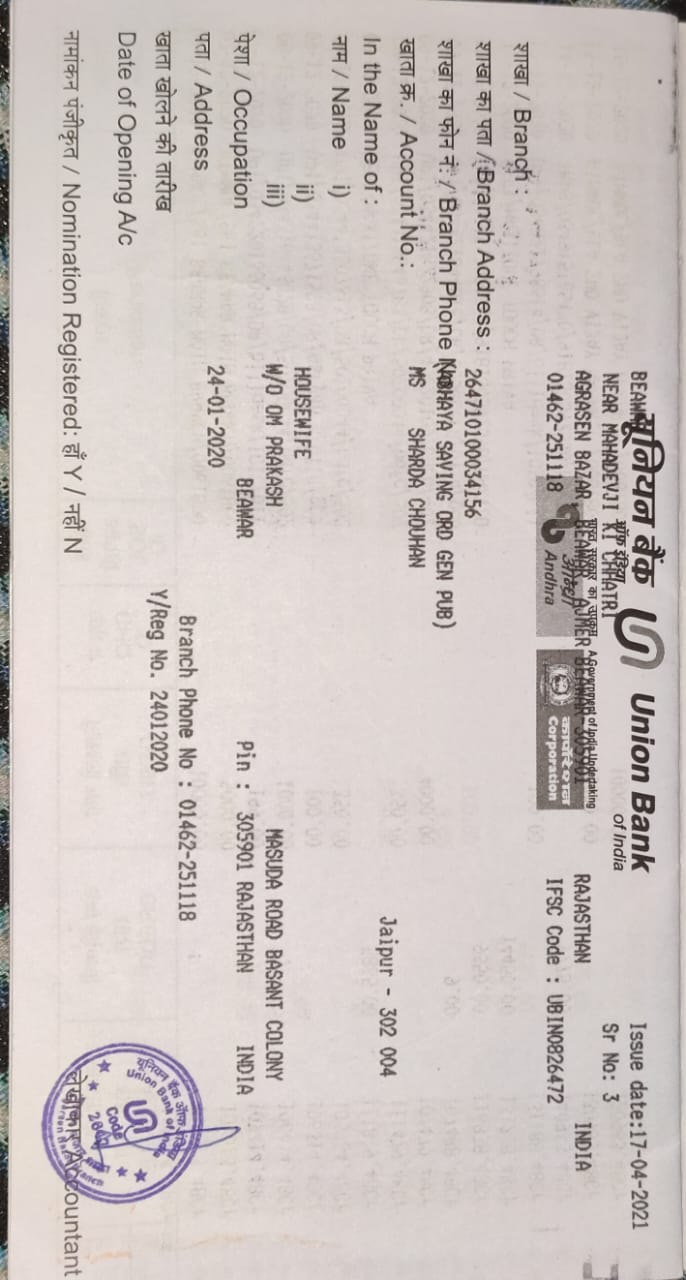 Issue date:17-04-2021
BEAWAR
यूनियन बैंक Union Bank
ऑफ इंडिया of India
NEAR MAHADEVJI KI CHHATRI Sr No: 3
भारत सरकार का उपक्रम A Government of India Undertaking
AGRASEN BAZAR BEAWAR AJMER BEAWAR-305901 RAJASTHAN INDIA
आन्ध्रा Andhra
कार्पोरेशन Corporation
01462-251118 IFSC Code : UBIN0826472
शाखा / Branch :
शाखा का पता / Branch Address :
264710100034156
शाखा का फोन नं. / Branch Phone No
SAVING ORD GEN PUB)
खाता क्र. / Account No.:
MS SHARDA CHOUHAN
In the Name of :
Jaipur - 302 004
नाम / Name i)
ii)
iii)
HOUSEWIFE
W/O OM PRAKASH MASUDA ROAD BASANT COLONY
पेशा / Occupation
BEAWAR Pin : 305901 RAJASTHAN INDIA
पता / Address
24-01-2020
Branch Phone No : 01462-251118
खाता खोलने की तारीख
Y/Reg No. 24012020
Date of Opening A/c
नामांकन पंजीकृत / Nomination Registered: हाँ Y / नहीं N
लेखाकार Accountant
यूनियन बैंक ऑफ इंडिया
Union Bank of India
Code